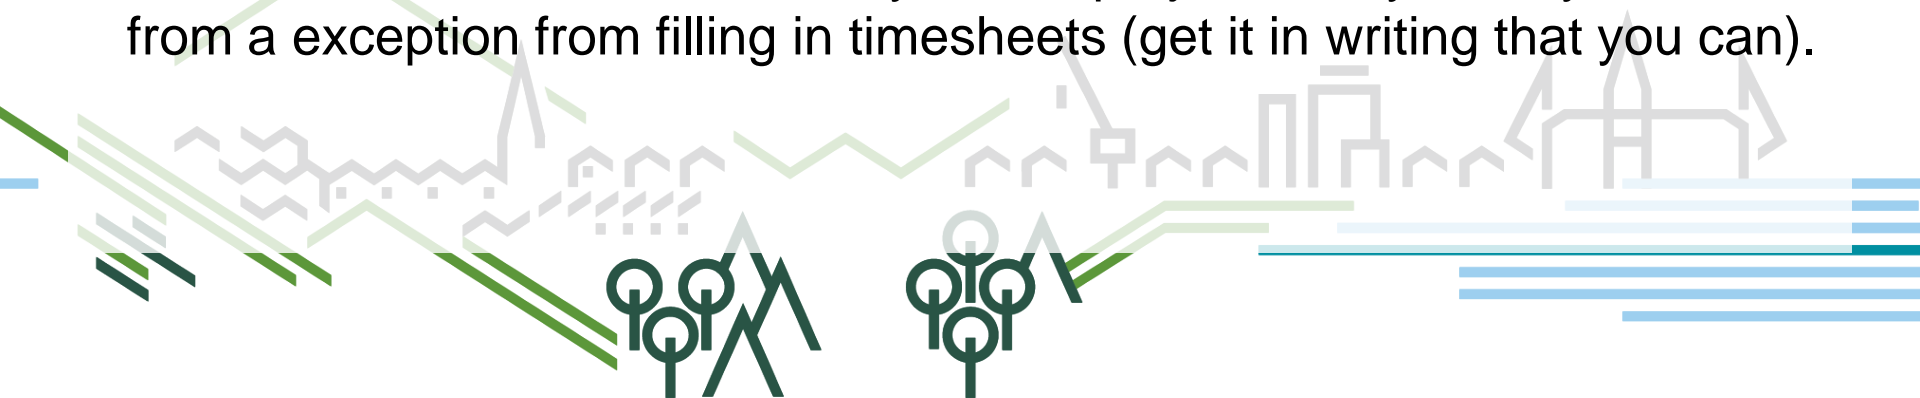 from a exception from filling in timesheets (get it in writing that you can).